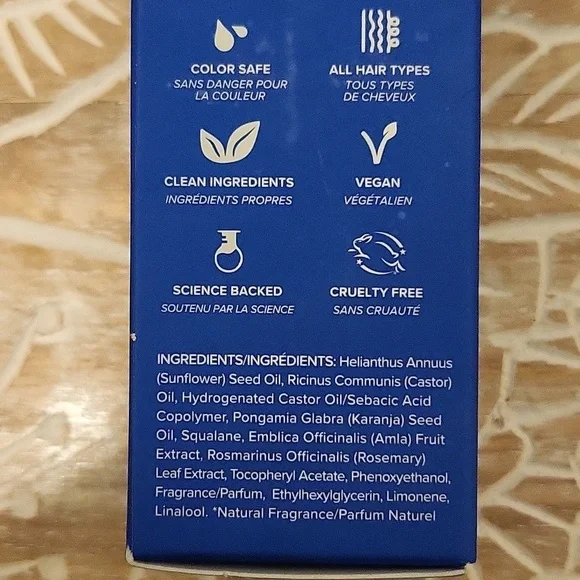 COLOR SAFE
SANS DANGER POUR
LA COULEUR
ALL HAIR TYPES
TOUS TYPES
DE CHEVEUX
CLEAN INGREDIENTS
INGRÉDIENTS PROPRES
VEGAN
VÉGÉTALIEN
SCIENCE BACKED
SOUTENU PAR LA SCIENCE
CRUELTY FREE
SANS CRUAUTÉ
INGREDIENTS/INGRÉDIENTS: Helianthus Annuus
(Sunflower) Seed Oil, Ricinus Communis (Castor)
Oil, Hydrogenated Castor Oil/Sebacic Acid
Copolymer, Pongamia Glabra (Karanja) Seed
Oil, Squalane, Emblica Officinalis (Amla) Fruit
Extract, Rosmarinus Officinalis (Rosemary)
Leaf Extract, Tocopheryl Acetate, Phenoxyethanol,
Fragrance/Parfum, Ethylhexylglycerin, Limonene,
Linalool. *Natural Fragrance/Parfum Naturel